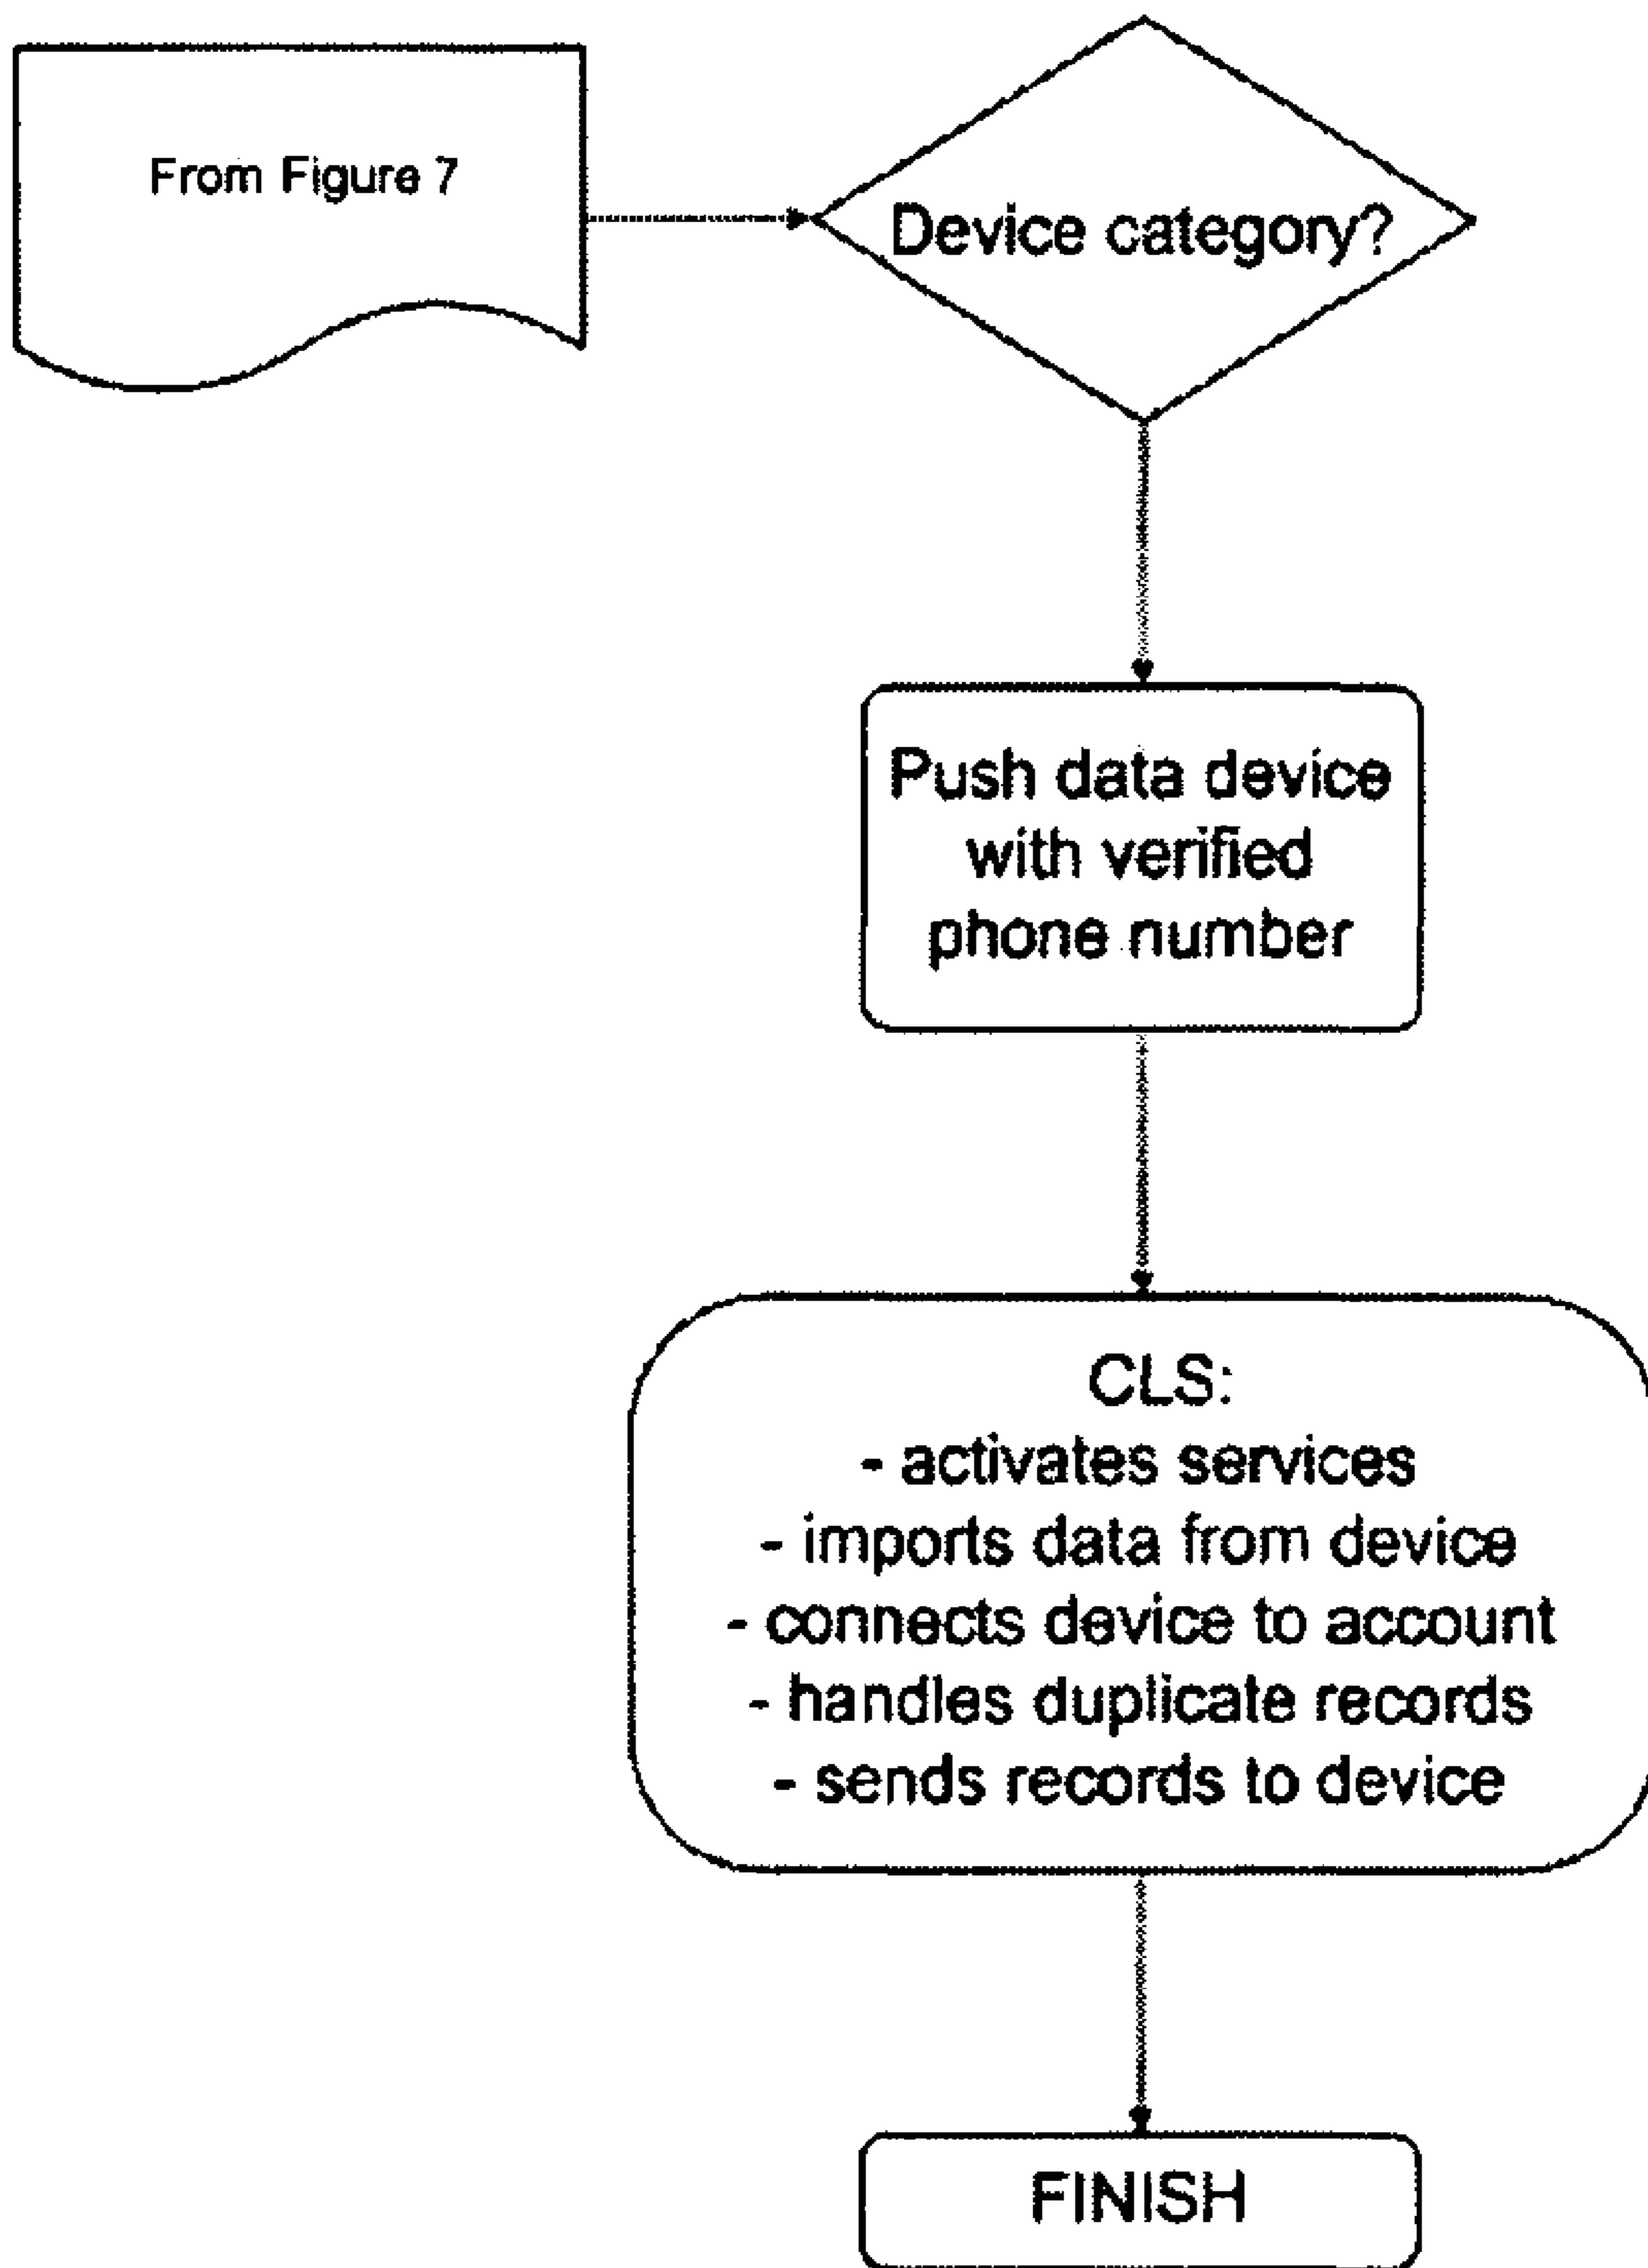 From Figure 7
Device category?
Push data device
with verified
phone number
CLS:
- activates services
- imports data from device
- connects device to account
- handles duplicate records
- sends records to device
FINISH